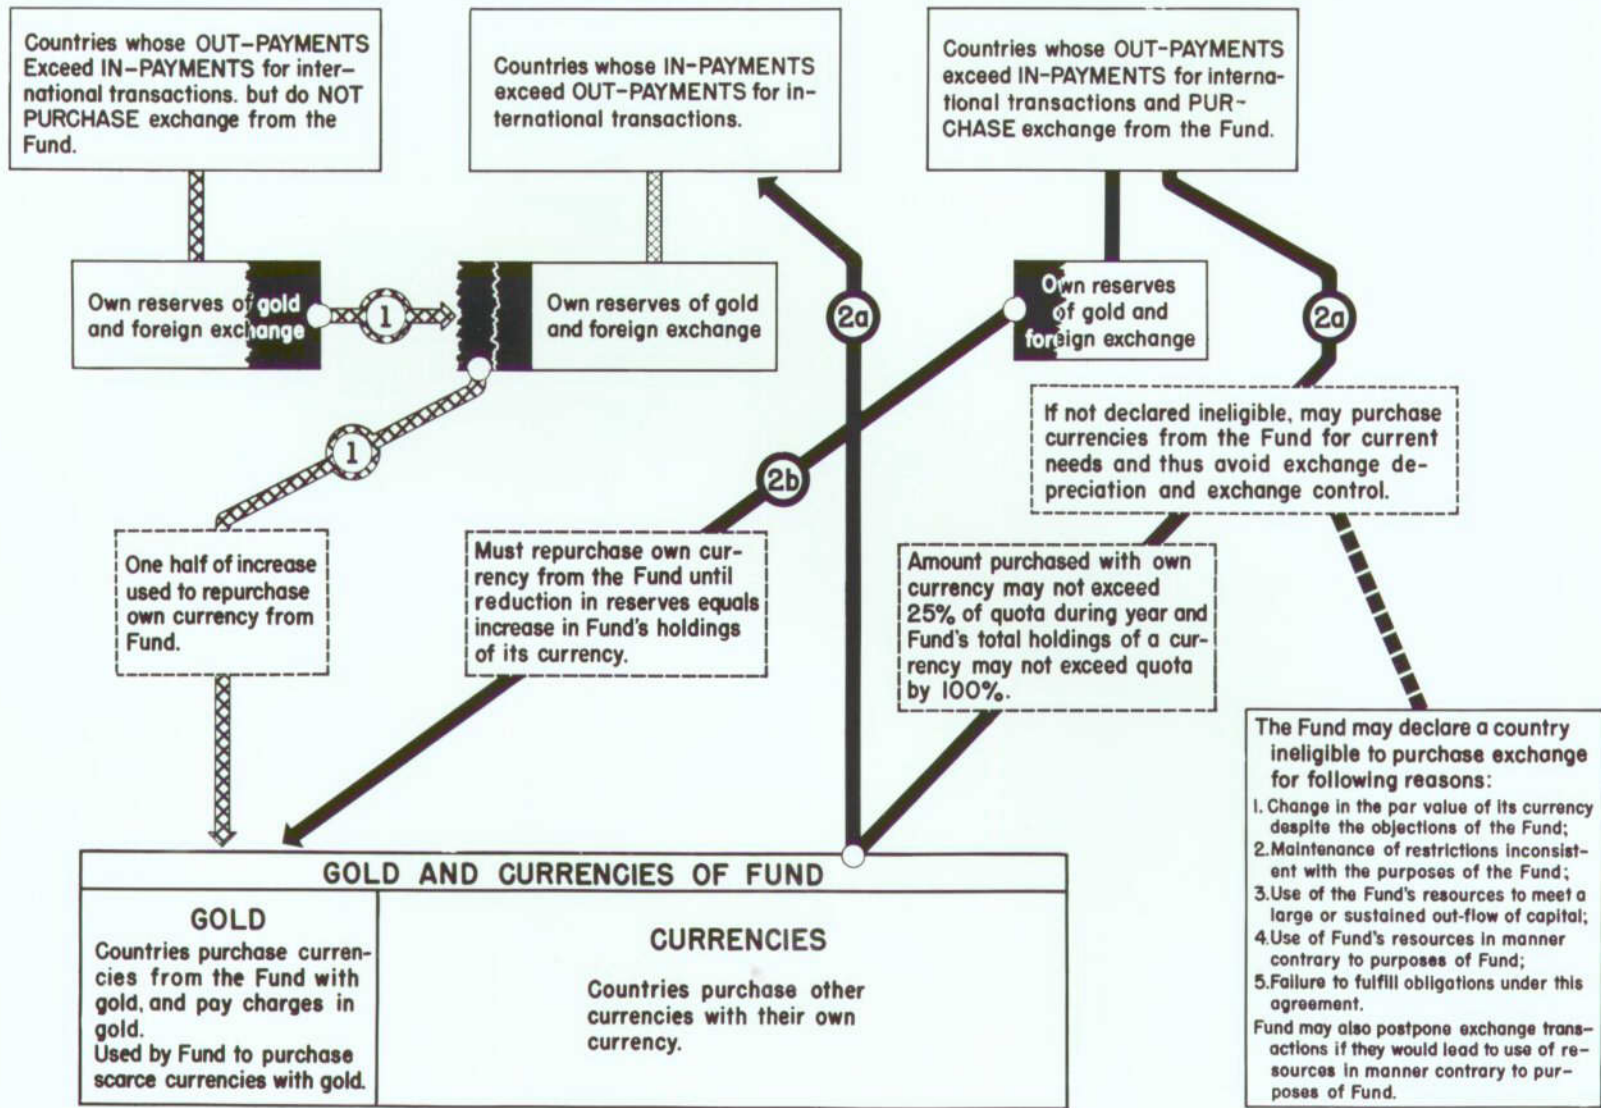 Countries whose OUT-PAYMENTS
Exceed IN-PAYMENTS for inter-
national transactions. but do NOT
PURCHASE exchange from the
Fund.
Countries whose IN-PAYMENTS
exceed OUT-PAYMENTS for in-
ternational transactions.
Countries whose OUT-PAYMENTS
exceed IN-PAYMENTS for interna-
tional transactions and PUR-
CHASE exchange from the Fund.
Own reserves of gold
and foreign exchange
1
Own reserves of gold
and foreign exchange
2a
Own reserves
of gold and
foreign exchange
2a
1
2b
If not declared ineligible, may purchase
currencies from the Fund for current
needs and thus avoid exchange de-
preciation and exchange control.
One half of increase
used to repurchase
own currency from
Fund.
Must repurchase own cur-
rency from the Fund until
reduction in reserves equals
increase in Fund's holdings
of its currency.
Amount purchased with own
currency may not exceed
25% of quota during year and
Fund's total holdings of a cur-
rency may not exceed quota
by 100%.
The Fund may declare a country
ineligible to purchase exchange
for following reasons:
1. Change in the par value of its currency
despite the objections of the Fund;
2. Maintenance of restrictions inconsist-
ent with the purposes of the Fund;
3. Use of the Fund's resources to meet a
large or sustained out-flow of capital;
4. Use of Fund's resources in manner
contrary to purposes of Fund;
5. Failure to fulfill obligations under this
agreement.
Fund may also postpone exchange trans-
actions if they would lead to use of re-
sources in manner contrary to pur-
poses of Fund.
GOLD AND CURRENCIES OF FUND
GOLD
Countries purchase curren-
cies from the Fund with
gold, and pay charges in
gold.
Used by Fund to purchase
scarce currencies with gold.
CURRENCIES
Countries purchase other
currencies with their own
currency.